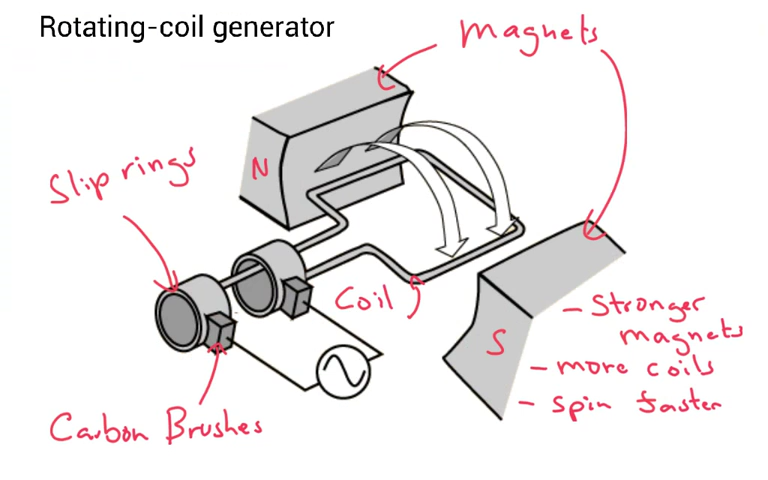 Rotating-coil generator
magnets
N
Slip rings
Coil
S
- Stronger
magnets
- more coils
- Spin faster
Carbon Brushes